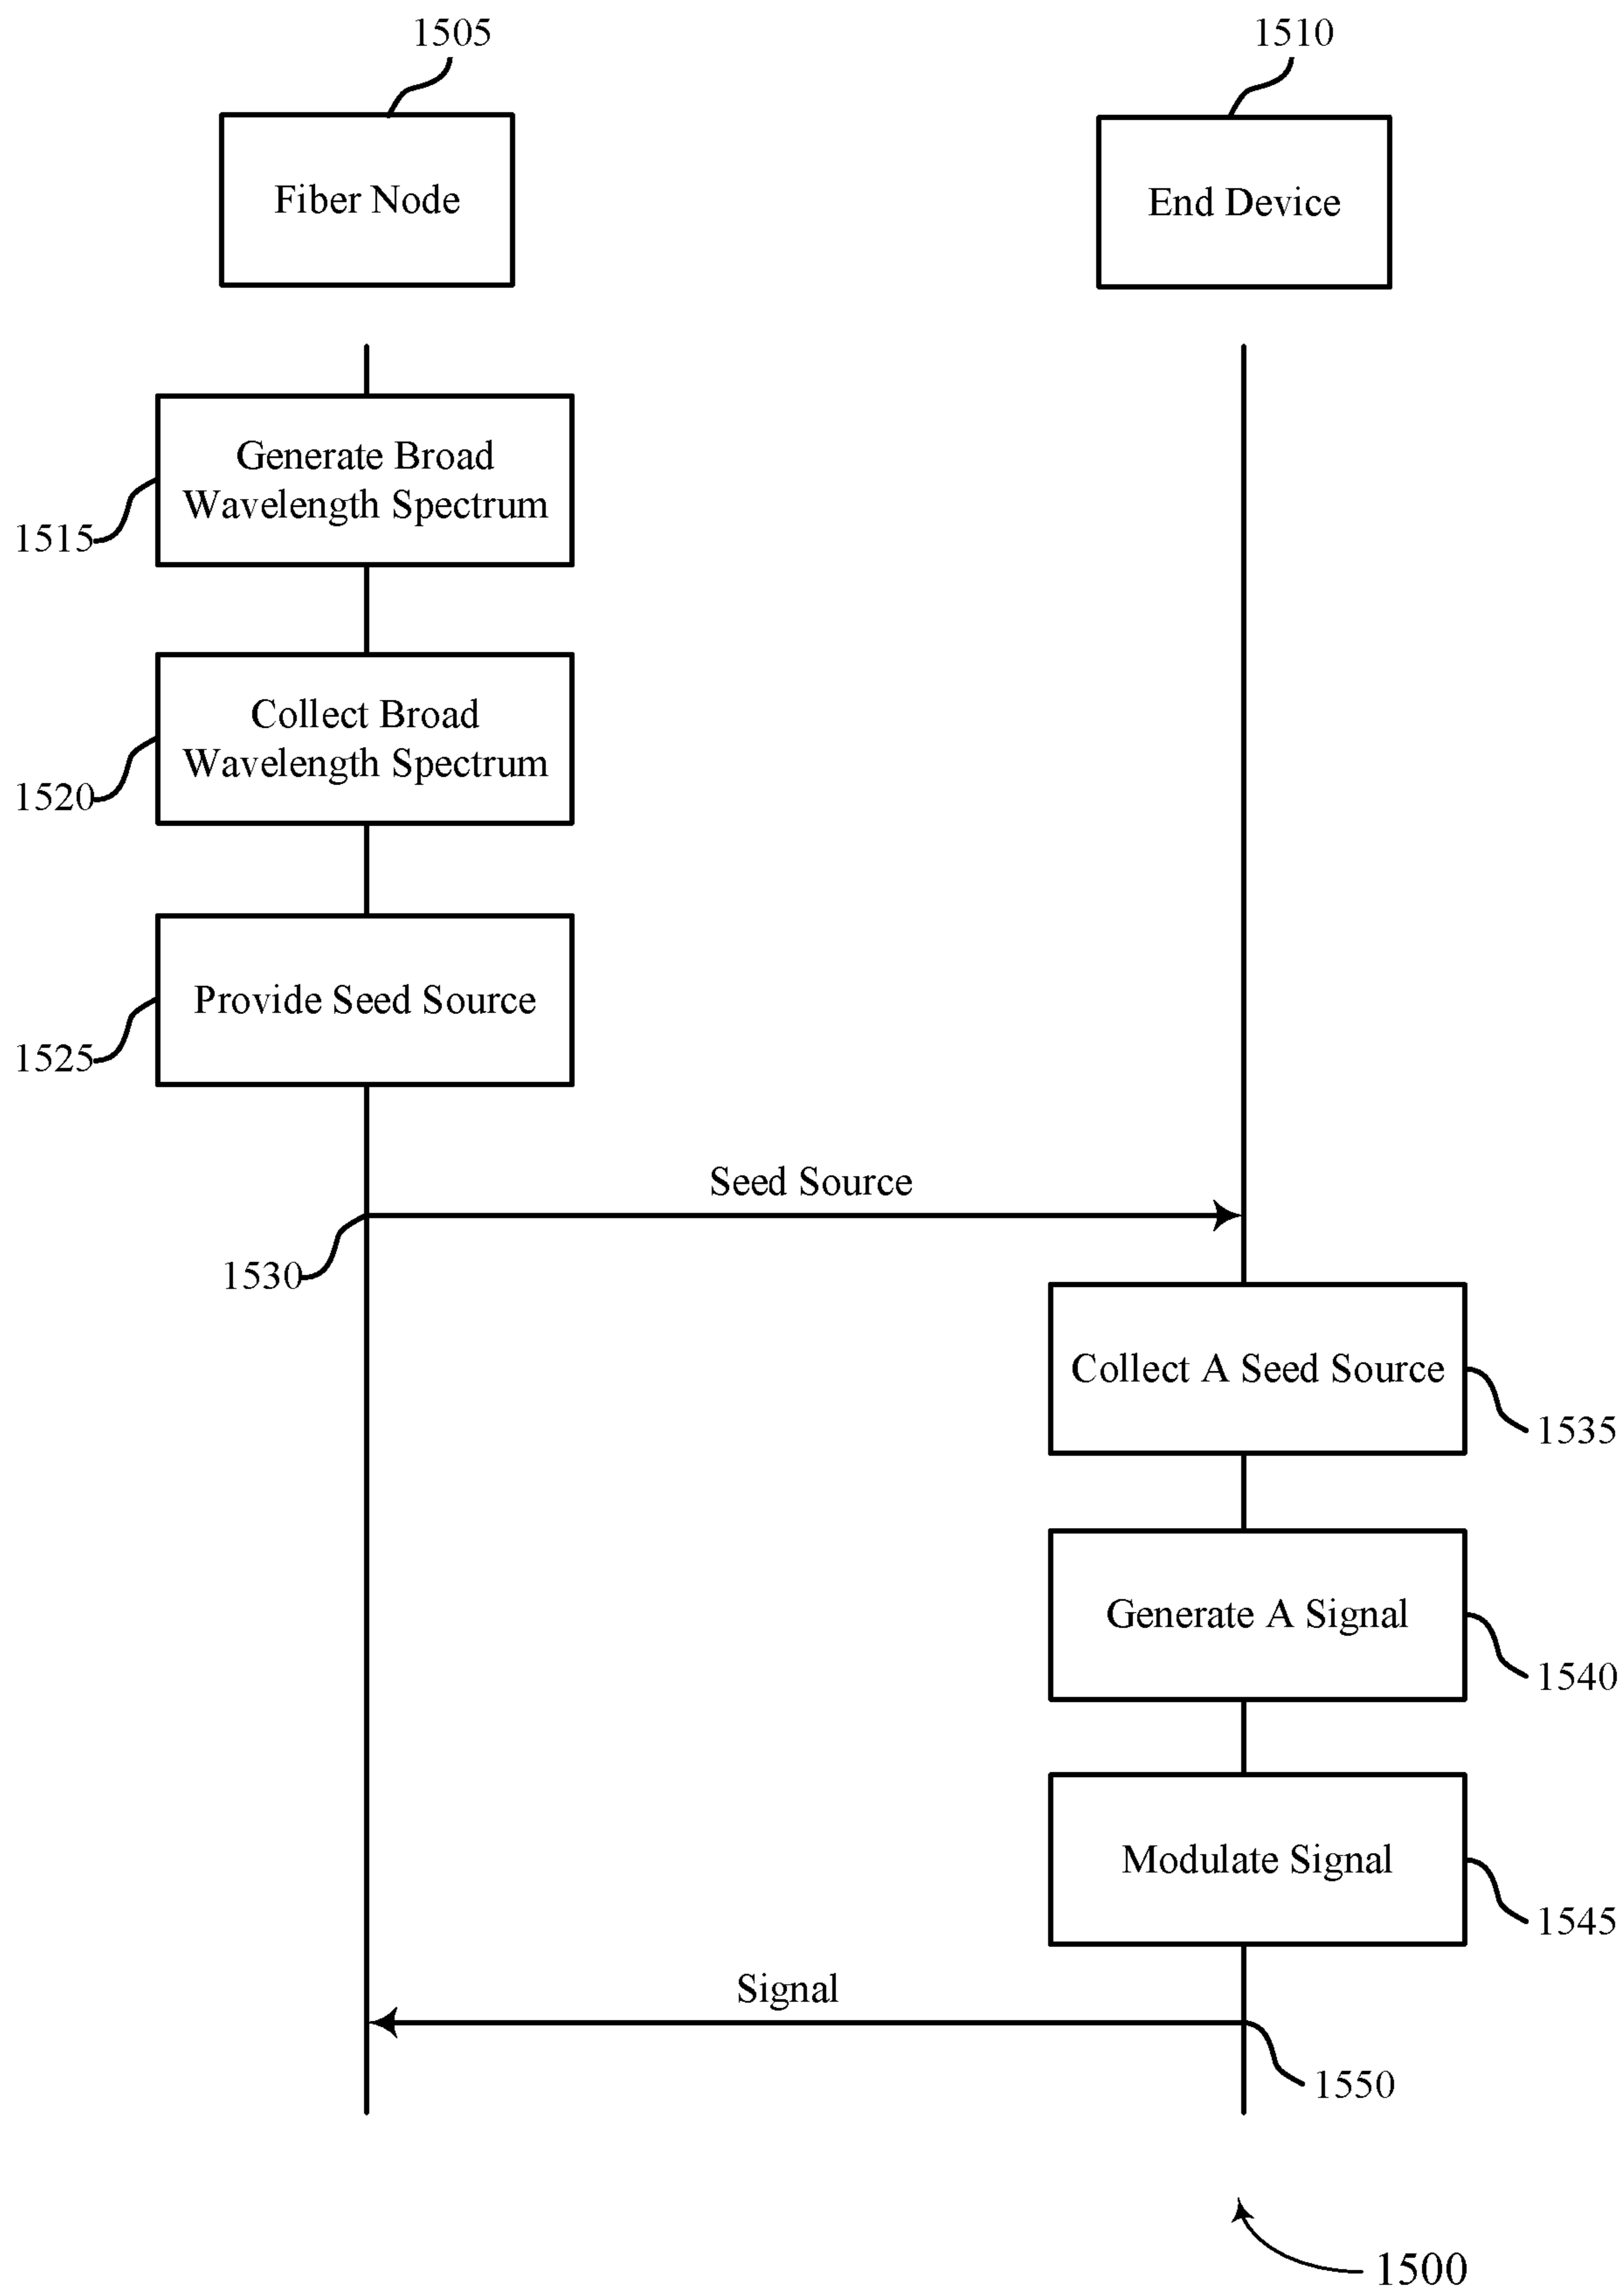 1505
1510
Fiber Node
End Device
Generate Broad
Wavelength Spectrum
1515
Collect Broad
Wavelength Spectrum
1520
Provide Seed Source
1525
Seed Source
1530
Collect A Seed Source
1535
Generate A Signal
1540
Modulate Signal
1545
Signal
1550
1500